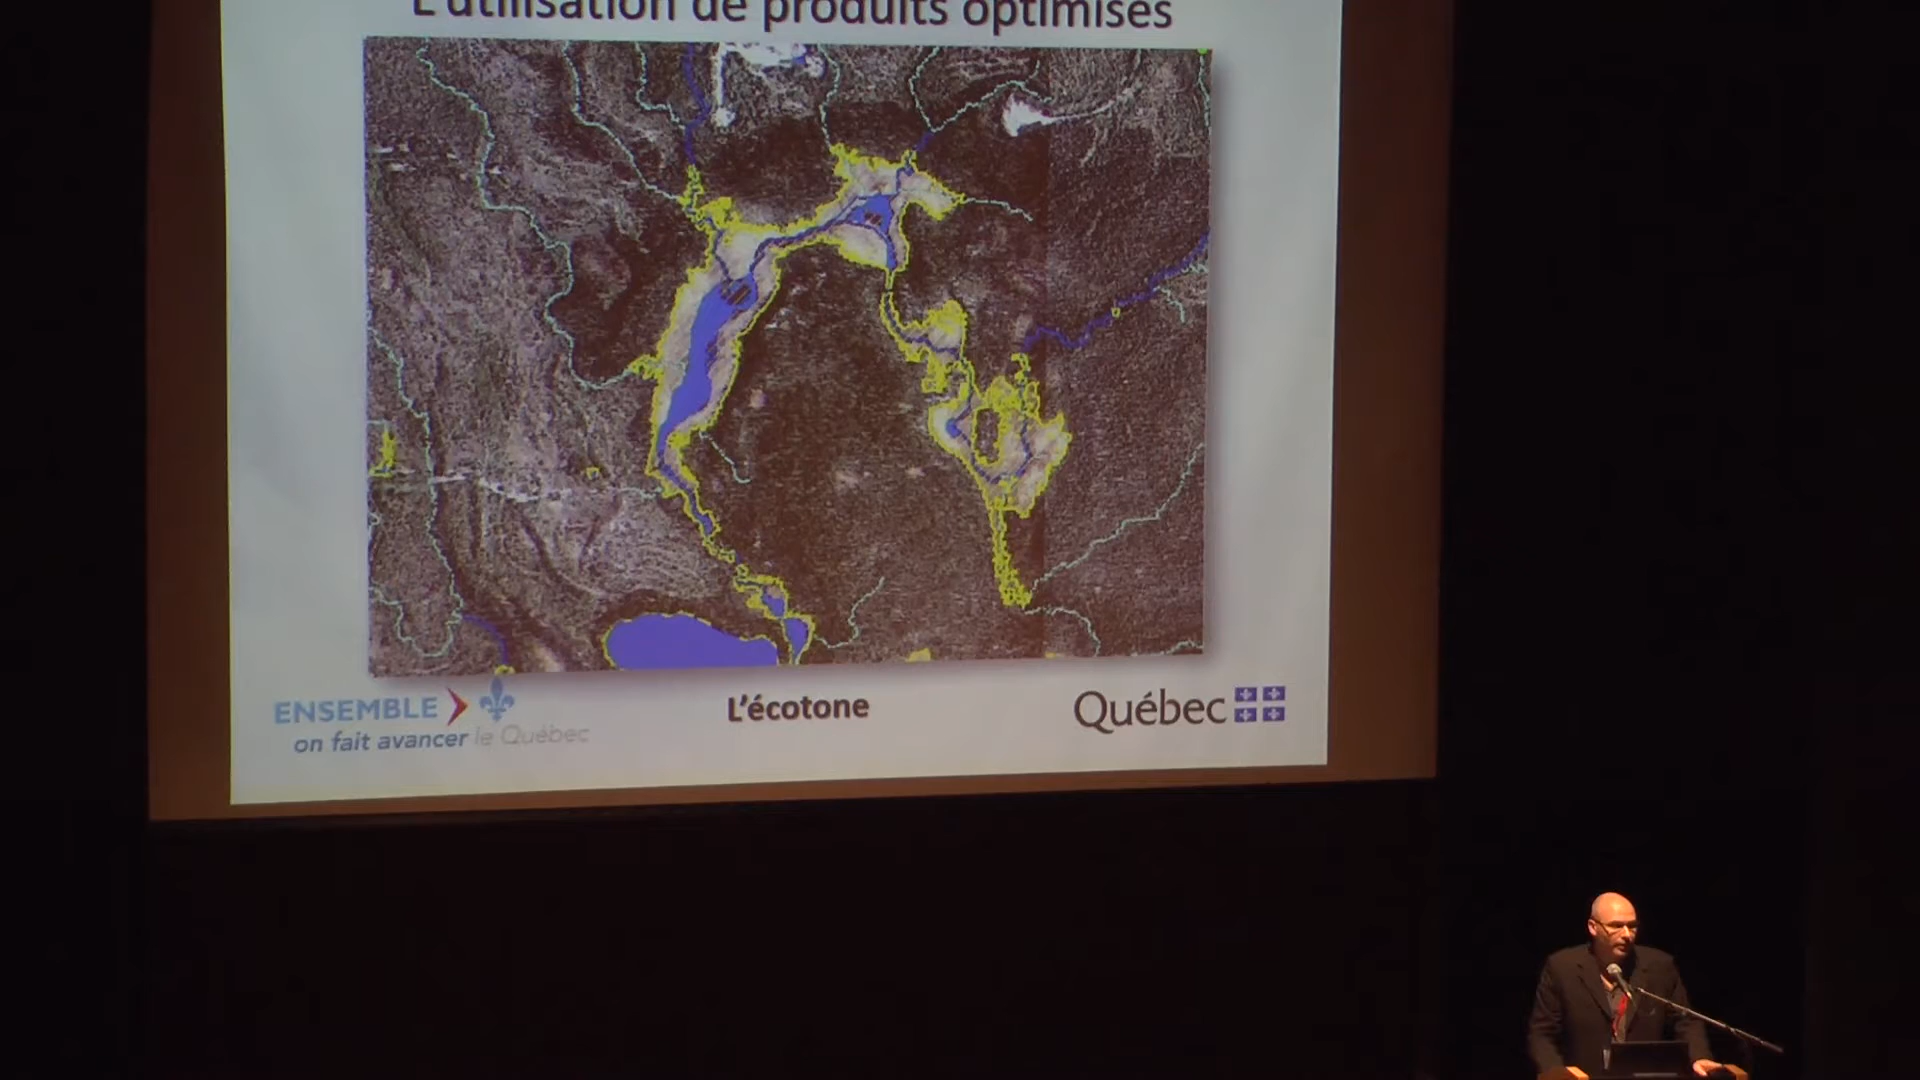 L'utilisation de produits optimisés
ENSEMBLE
on fait avancer le Québec
L'écotone
Québec